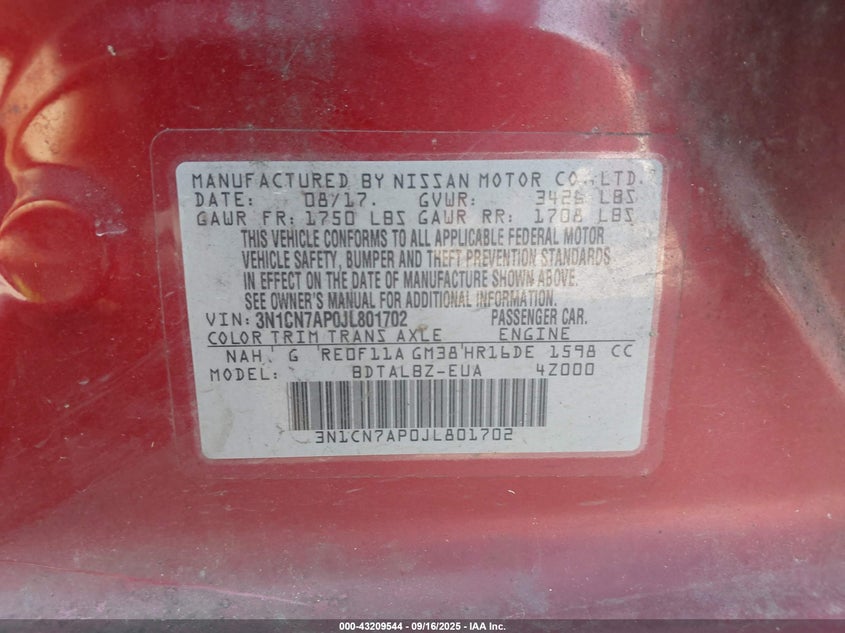 MANUFACTURED BY NISSAN MOTOR CO., LTD.
DATE: 08/17. GVWR: 3426 LBS
GAWR FR: 1750 LBS GAWR RR: 1708 LBS
THIS VEHICLE CONFORMS TO ALL APPLICABLE FEDERAL MOTOR
VEHICLE SAFETY, BUMPER AND THEFT PREVENTION STANDARDS
IN EFFECT ON THE DATE OF MANUFACTURE SHOWN ABOVE.
SEE OWNER'S MANUAL FOR ADDITIONAL INFORMATION.
VIN: 3N1CN7AP0JL801702 PASSENGER CAR.
COLOR TRIM TRANS AXLE ENGINE
NAH G RE0F11A GM38 HR16DE 1598 CC
MODEL: BDTALBZ-EUA 4Z000
3N1CN7AP0JL801702
000-43209544 - 09/16/2025 - IAA Inc.